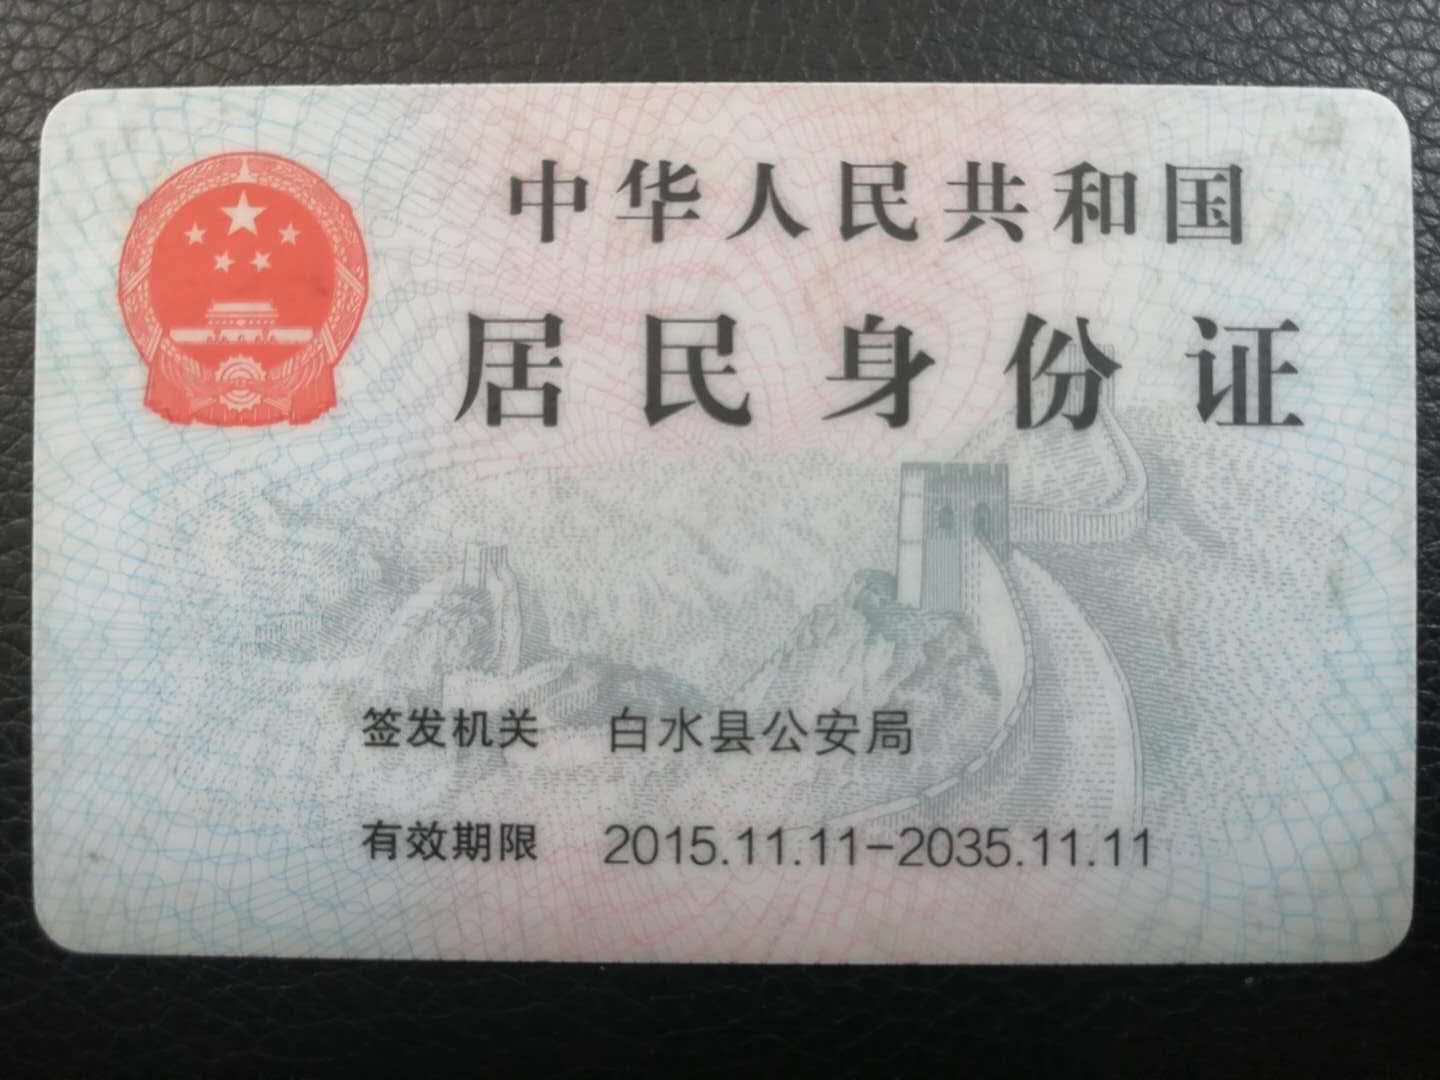 中华人民共和国
居民身份证
签发机关 白水县公安局
有效期限 2015.11.11-2035.11.11